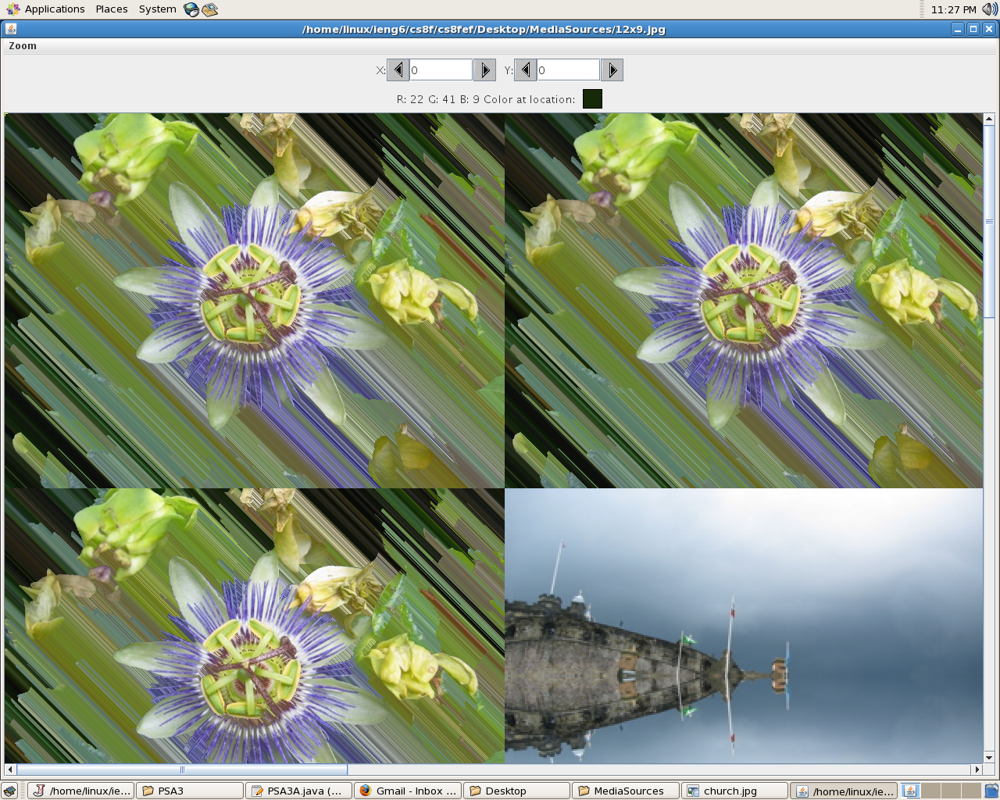 Applications Places System 11:27 PM
/home/linux/ieng6/cs8f/cs8fef/Desktop/MediaSources/12x9.jpg
Zoom
X: 0 Y: 0
R: 22 G: 41 B: 9 Color at location:
/home/linux/ie... PSA3 PSA3A.java (... Gmail - Inbox ... Desktop MediaSources church.jpg /home/linux/ie...